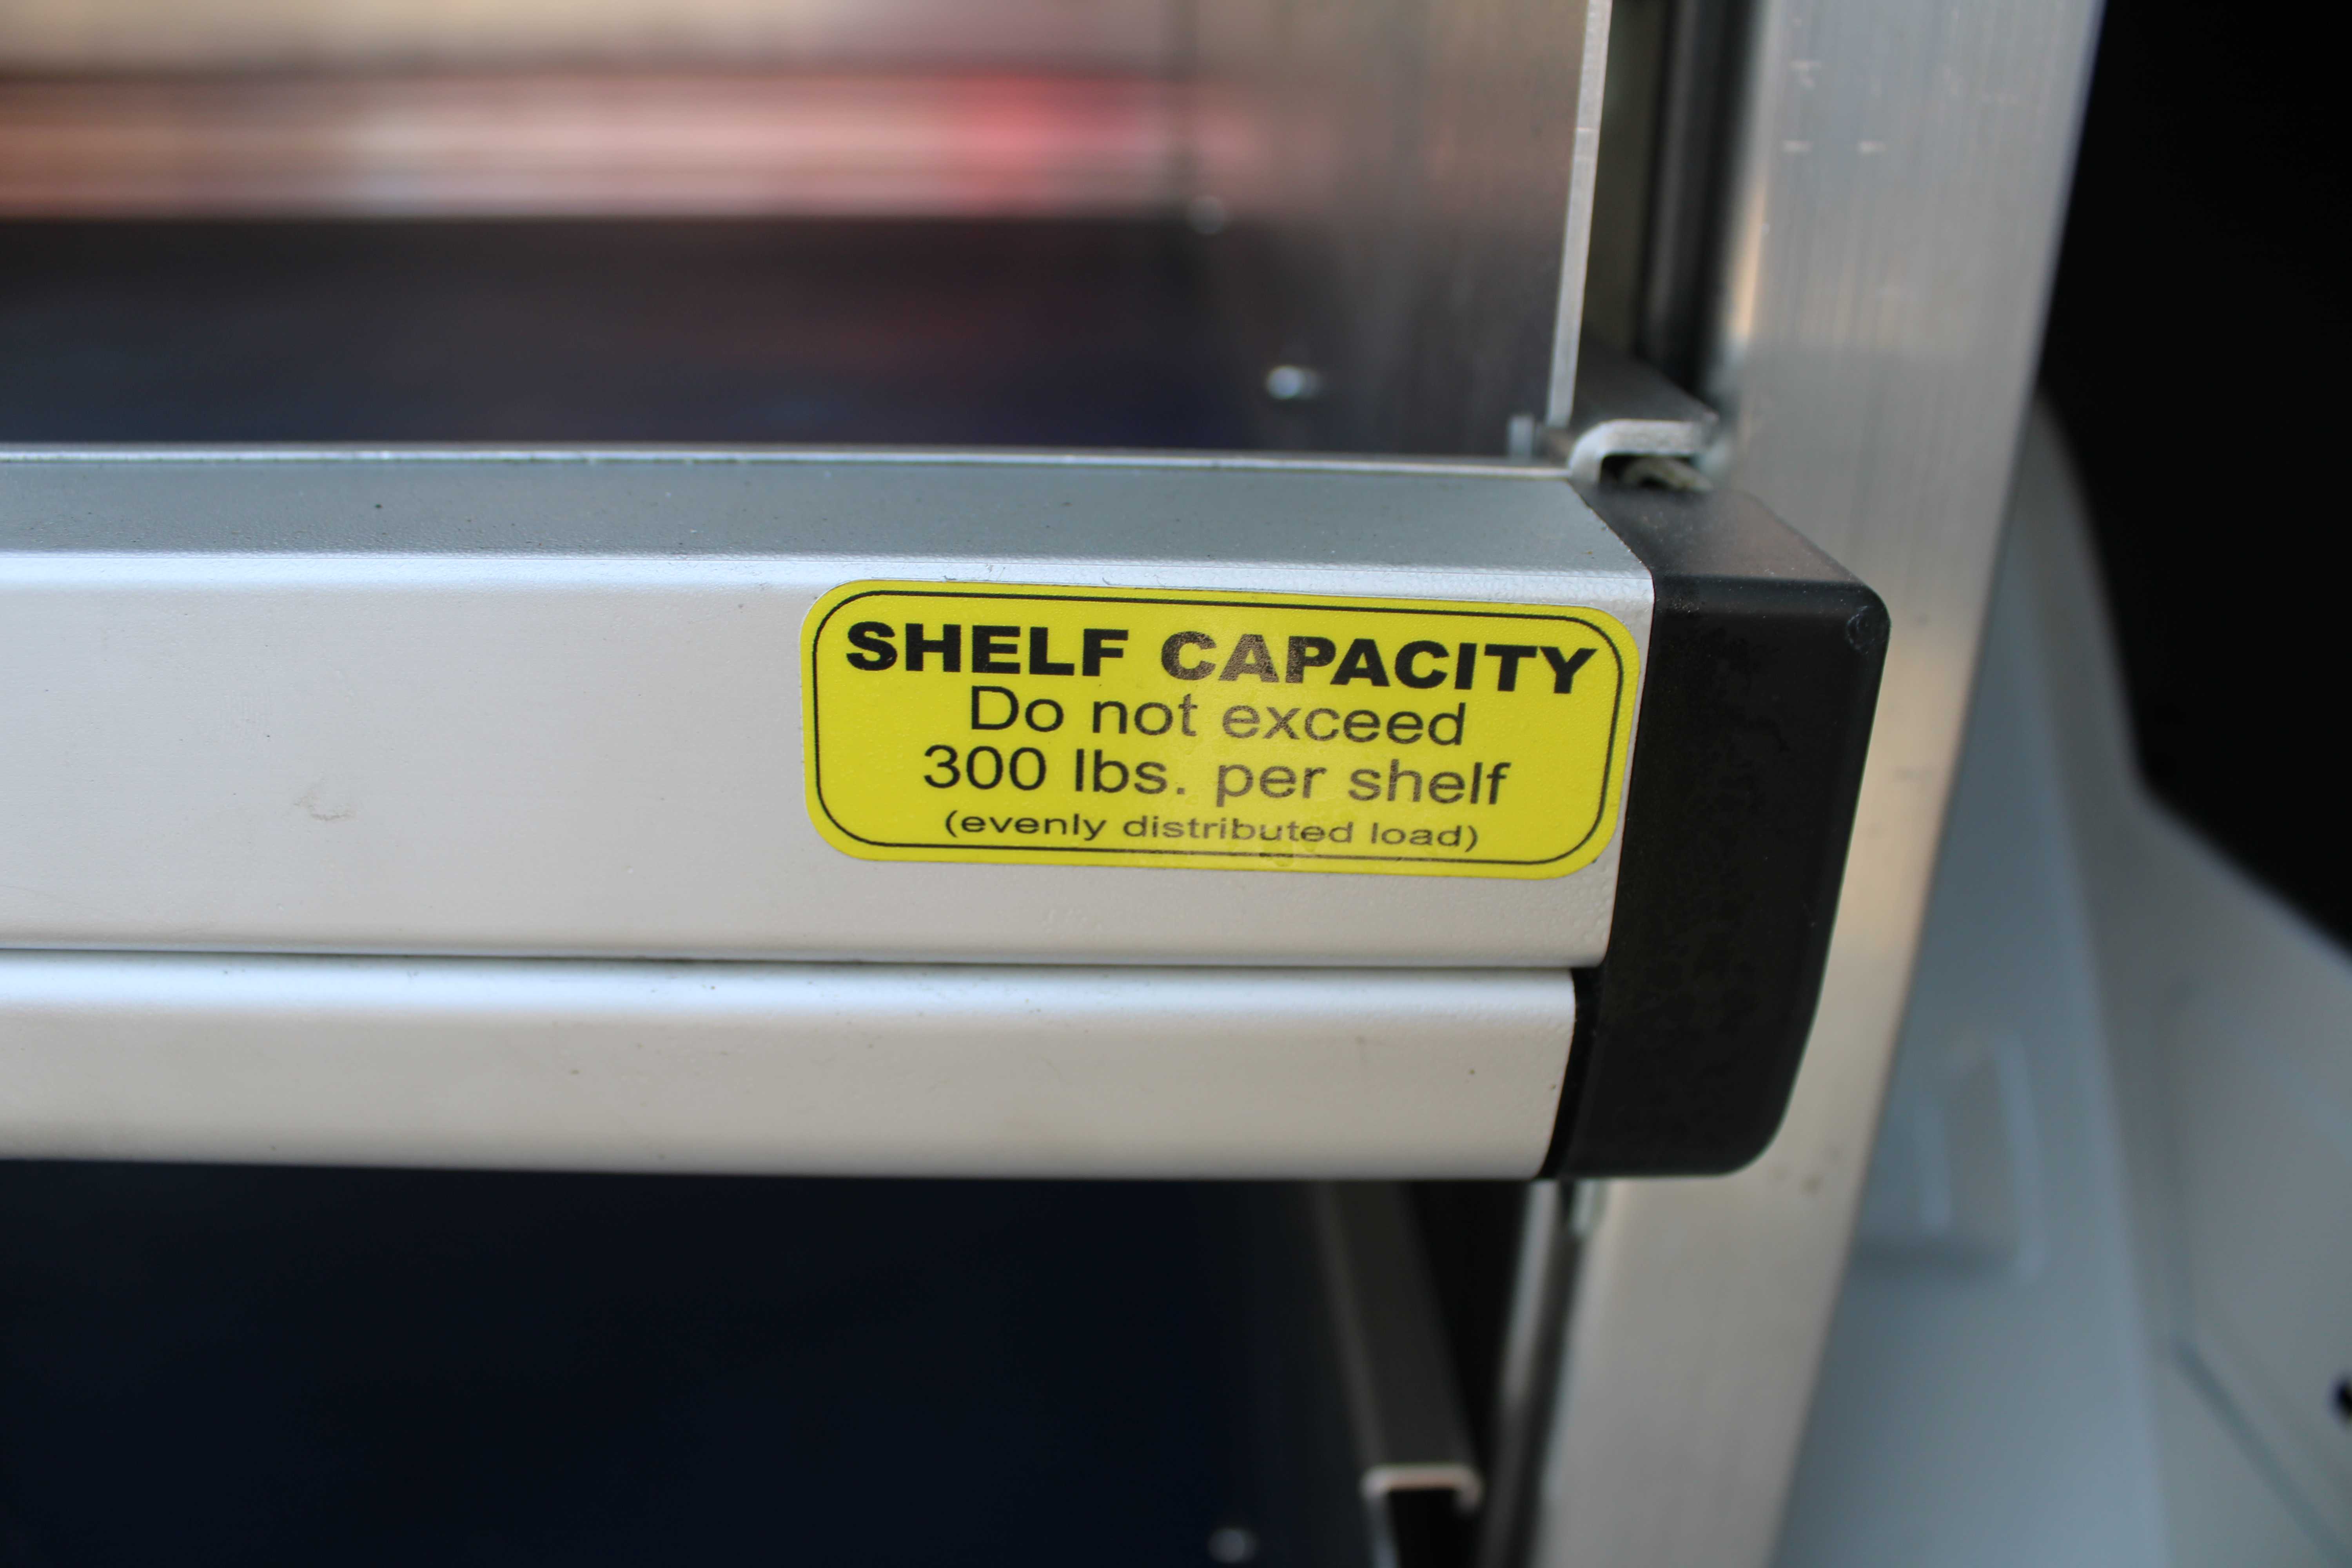 SHELF CAPACITY
Do not exceed
300 lbs. per shelf
(evenly distributed load)